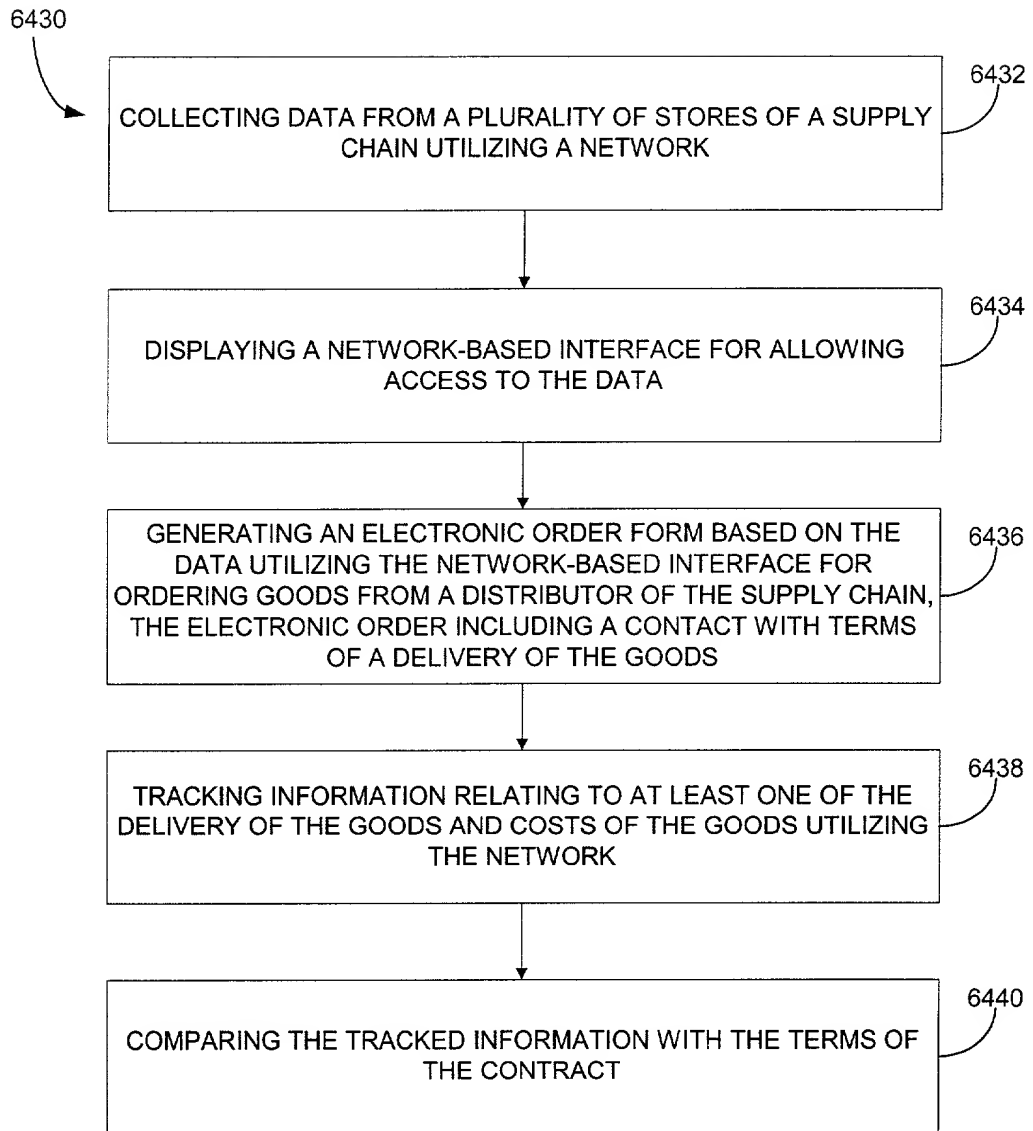 6430
6432
COLLECTING DATA FROM A PLURALITY OF STORES OF A SUPPLY
CHAIN UTILIZING A NETWORK
6434
DISPLAYING A NETWORK-BASED INTERFACE FOR ALLOWING
ACCESS TO THE DATA
6436
GENERATING AN ELECTRONIC ORDER FORM BASED ON THE
DATA UTILIZING THE NETWORK-BASED INTERFACE FOR
ORDERING GOODS FROM A DISTRIBUTOR OF THE SUPPLY CHAIN,
THE ELECTRONIC ORDER INCLUDING A CONTACT WITH TERMS
OF A DELIVERY OF THE GOODS
6438
TRACKING INFORMATION RELATING TO AT LEAST ONE OF THE
DELIVERY OF THE GOODS AND COSTS OF THE GOODS UTILIZING
THE NETWORK
6440
COMPARING THE TRACKED INFORMATION WITH THE TERMS OF
THE CONTRACT